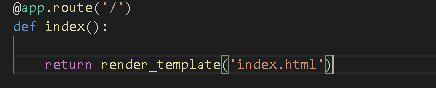 @app.route('/')
def index():
    return render_template('index.html')